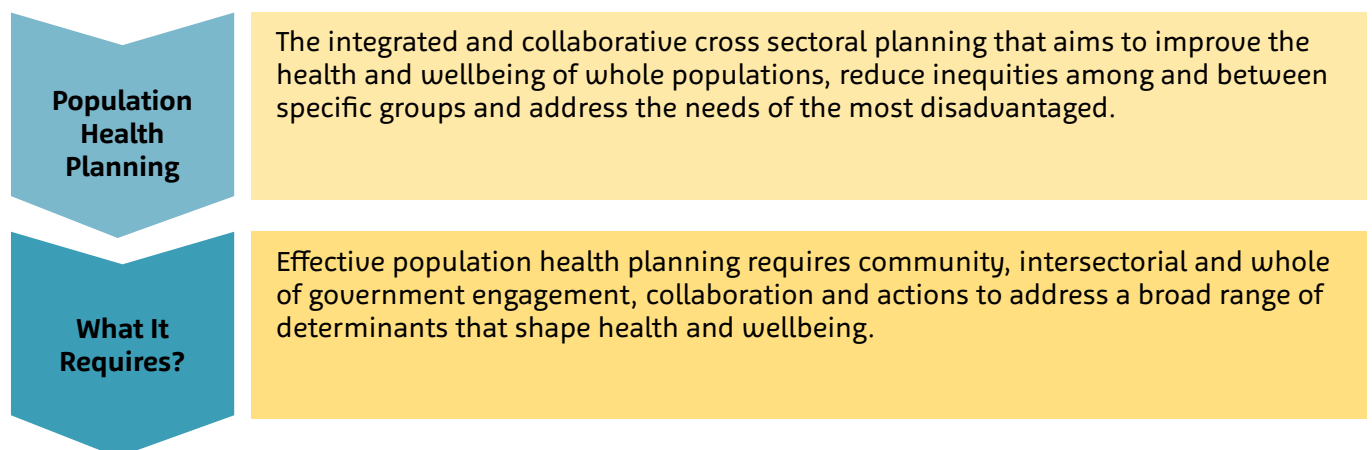 Population
Health
Planning
The integrated and collaborative cross sectoral planning that aims to improve the
health and wellbeing of whole populations, reduce inequities among and between
specific groups and address the needs of the most disadvantaged.
What It
Requires?
Effective population health planning requires community, intersectorial and whole
of government engagement, collaboration and actions to address a broad range of
determinants that shape health and wellbeing.